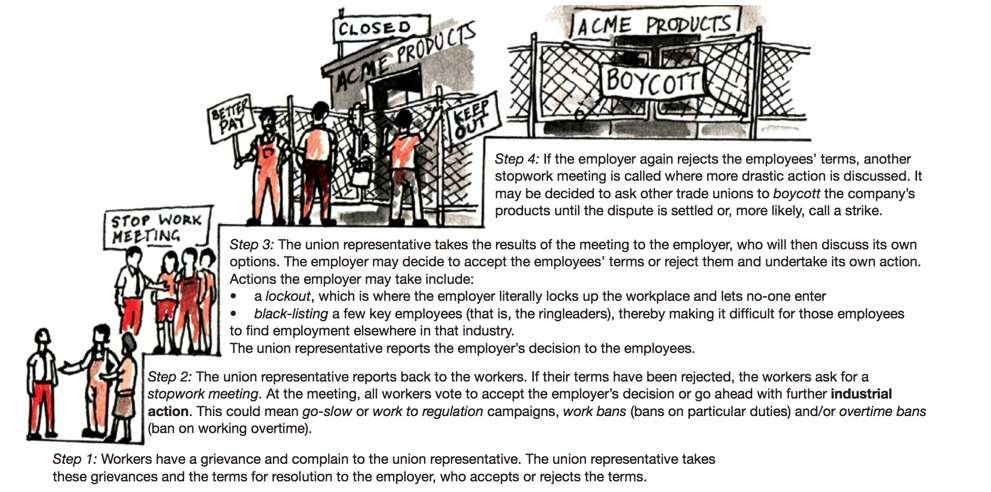 CLOSED
ACME PRODUCTS
BETTER
PAY
KEEP
OUT
ACME PRODUCTS
BOYCOTT
Step 4: If the employer again rejects the employees’ terms, another
stopwork meeting is called where more drastic action is discussed. It
may be decided to ask other trade unions to boycott the company’s
products until the dispute is settled or, more likely, call a strike.
STOP WORK
MEETING
Step 3: The union representative takes the results of the meeting to the employer, who will then discuss its own
options. The employer may decide to accept the employees’ terms or reject them and undertake its own action.
Actions the employer may take include:
• a lockout, which is where the employer literally locks up the workplace and lets no-one enter
• black-listing a few key employees (that is, the ringleaders), thereby making it difficult for those employees
to find employment elsewhere in that industry.
The union representative reports the employer’s decision to the employees.
Step 2: The union representative reports back to the workers. If their terms have been rejected, the workers ask for a
stopwork meeting. At the meeting, all workers vote to accept the employer’s decision or go ahead with further industrial
action. This could mean go-slow or work to regulation campaigns, work bans (bans on particular duties) and/or overtime bans
(ban on working overtime).
Step 1: Workers have a grievance and complain to the union representative. The union representative takes
these grievances and the terms for resolution to the employer, who accepts or rejects the terms.